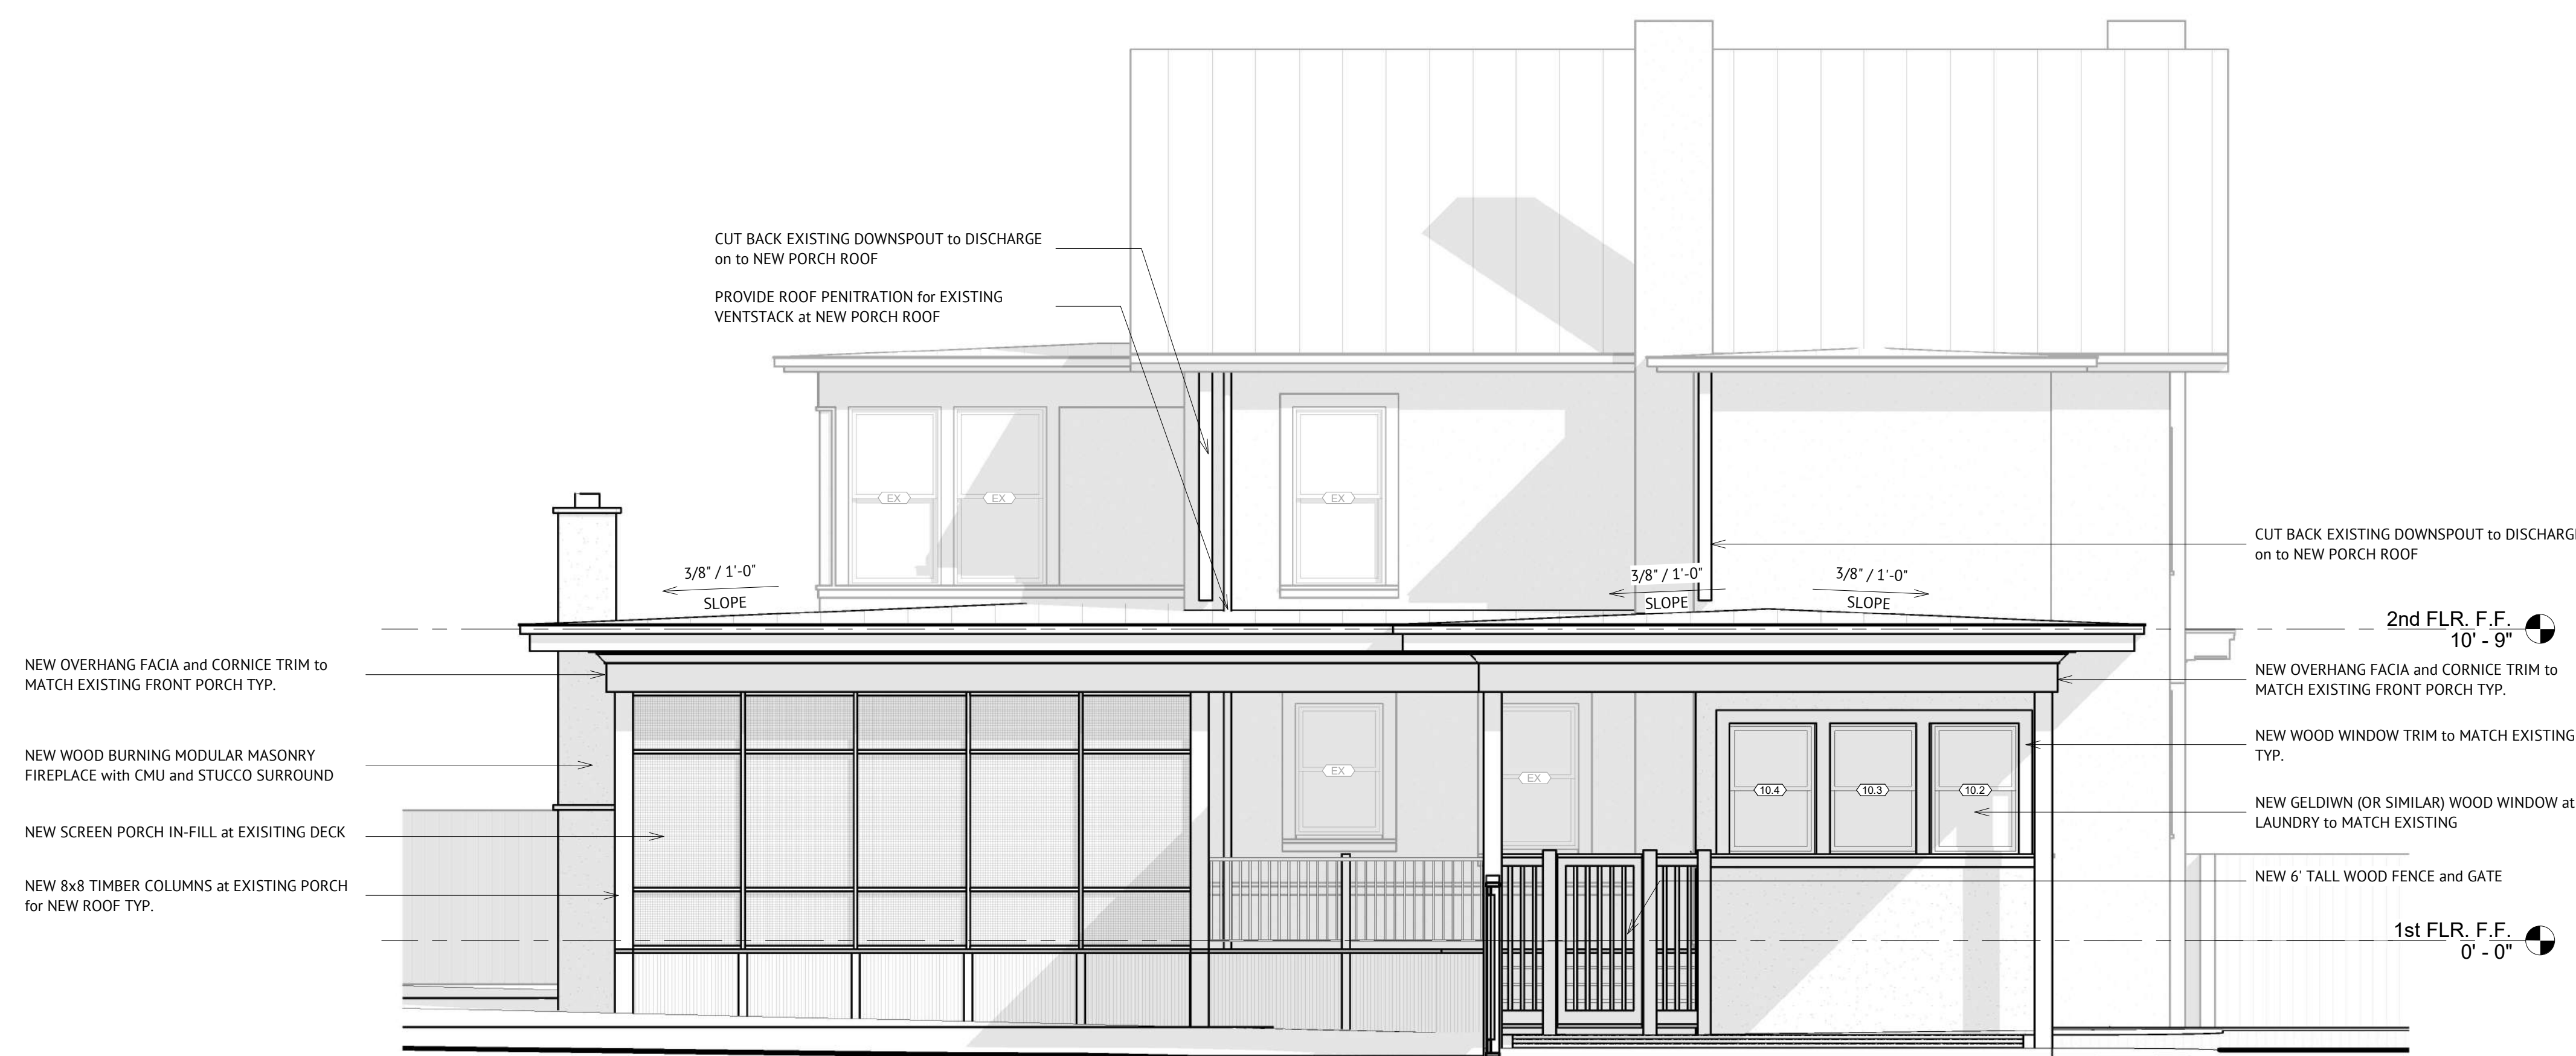 CUT BACK EXISTING DOWNSPOUT to DISCHARGE
on to NEW PORCH ROOF
PROVIDE ROOF PENITRATION for EXISTING
VENTSTACK at NEW PORCH ROOF
EX
EX
EX
3/8" / 1'-0"
SLOPE
3/8" / 1'-0"
SLOPE
3/8" / 1'-0"
SLOPE
CUT BACK EXISTING DOWNSPOUT to DISCHARGE
on to NEW PORCH ROOF
2nd FLR. F.F.
10' - 9"
NEW OVERHANG FACIA and CORNICE TRIM to
MATCH EXISTING FRONT PORCH TYP.
NEW WOOD BURNING MODULAR MASONRY
FIREPLACE with CMU and STUCCO SURROUND
NEW SCREEN PORCH IN-FILL at EXISITING DECK
NEW 8x8 TIMBER COLUMNS at EXISTING PORCH
for NEW ROOF TYP.
EX
EX
10.4
10.3
10.2
NEW OVERHANG FACIA and CORNICE TRIM to
MATCH EXISTING FRONT PORCH TYP.
NEW WOOD WINDOW TRIM to MATCH EXISTING
TYP.
NEW GELDIWN (OR SIMILAR) WOOD WINDOW at
LAUNDRY to MATCH EXISTING
NEW 6' TALL WOOD FENCE and GATE
1st FLR. F.F.
0' - 0"